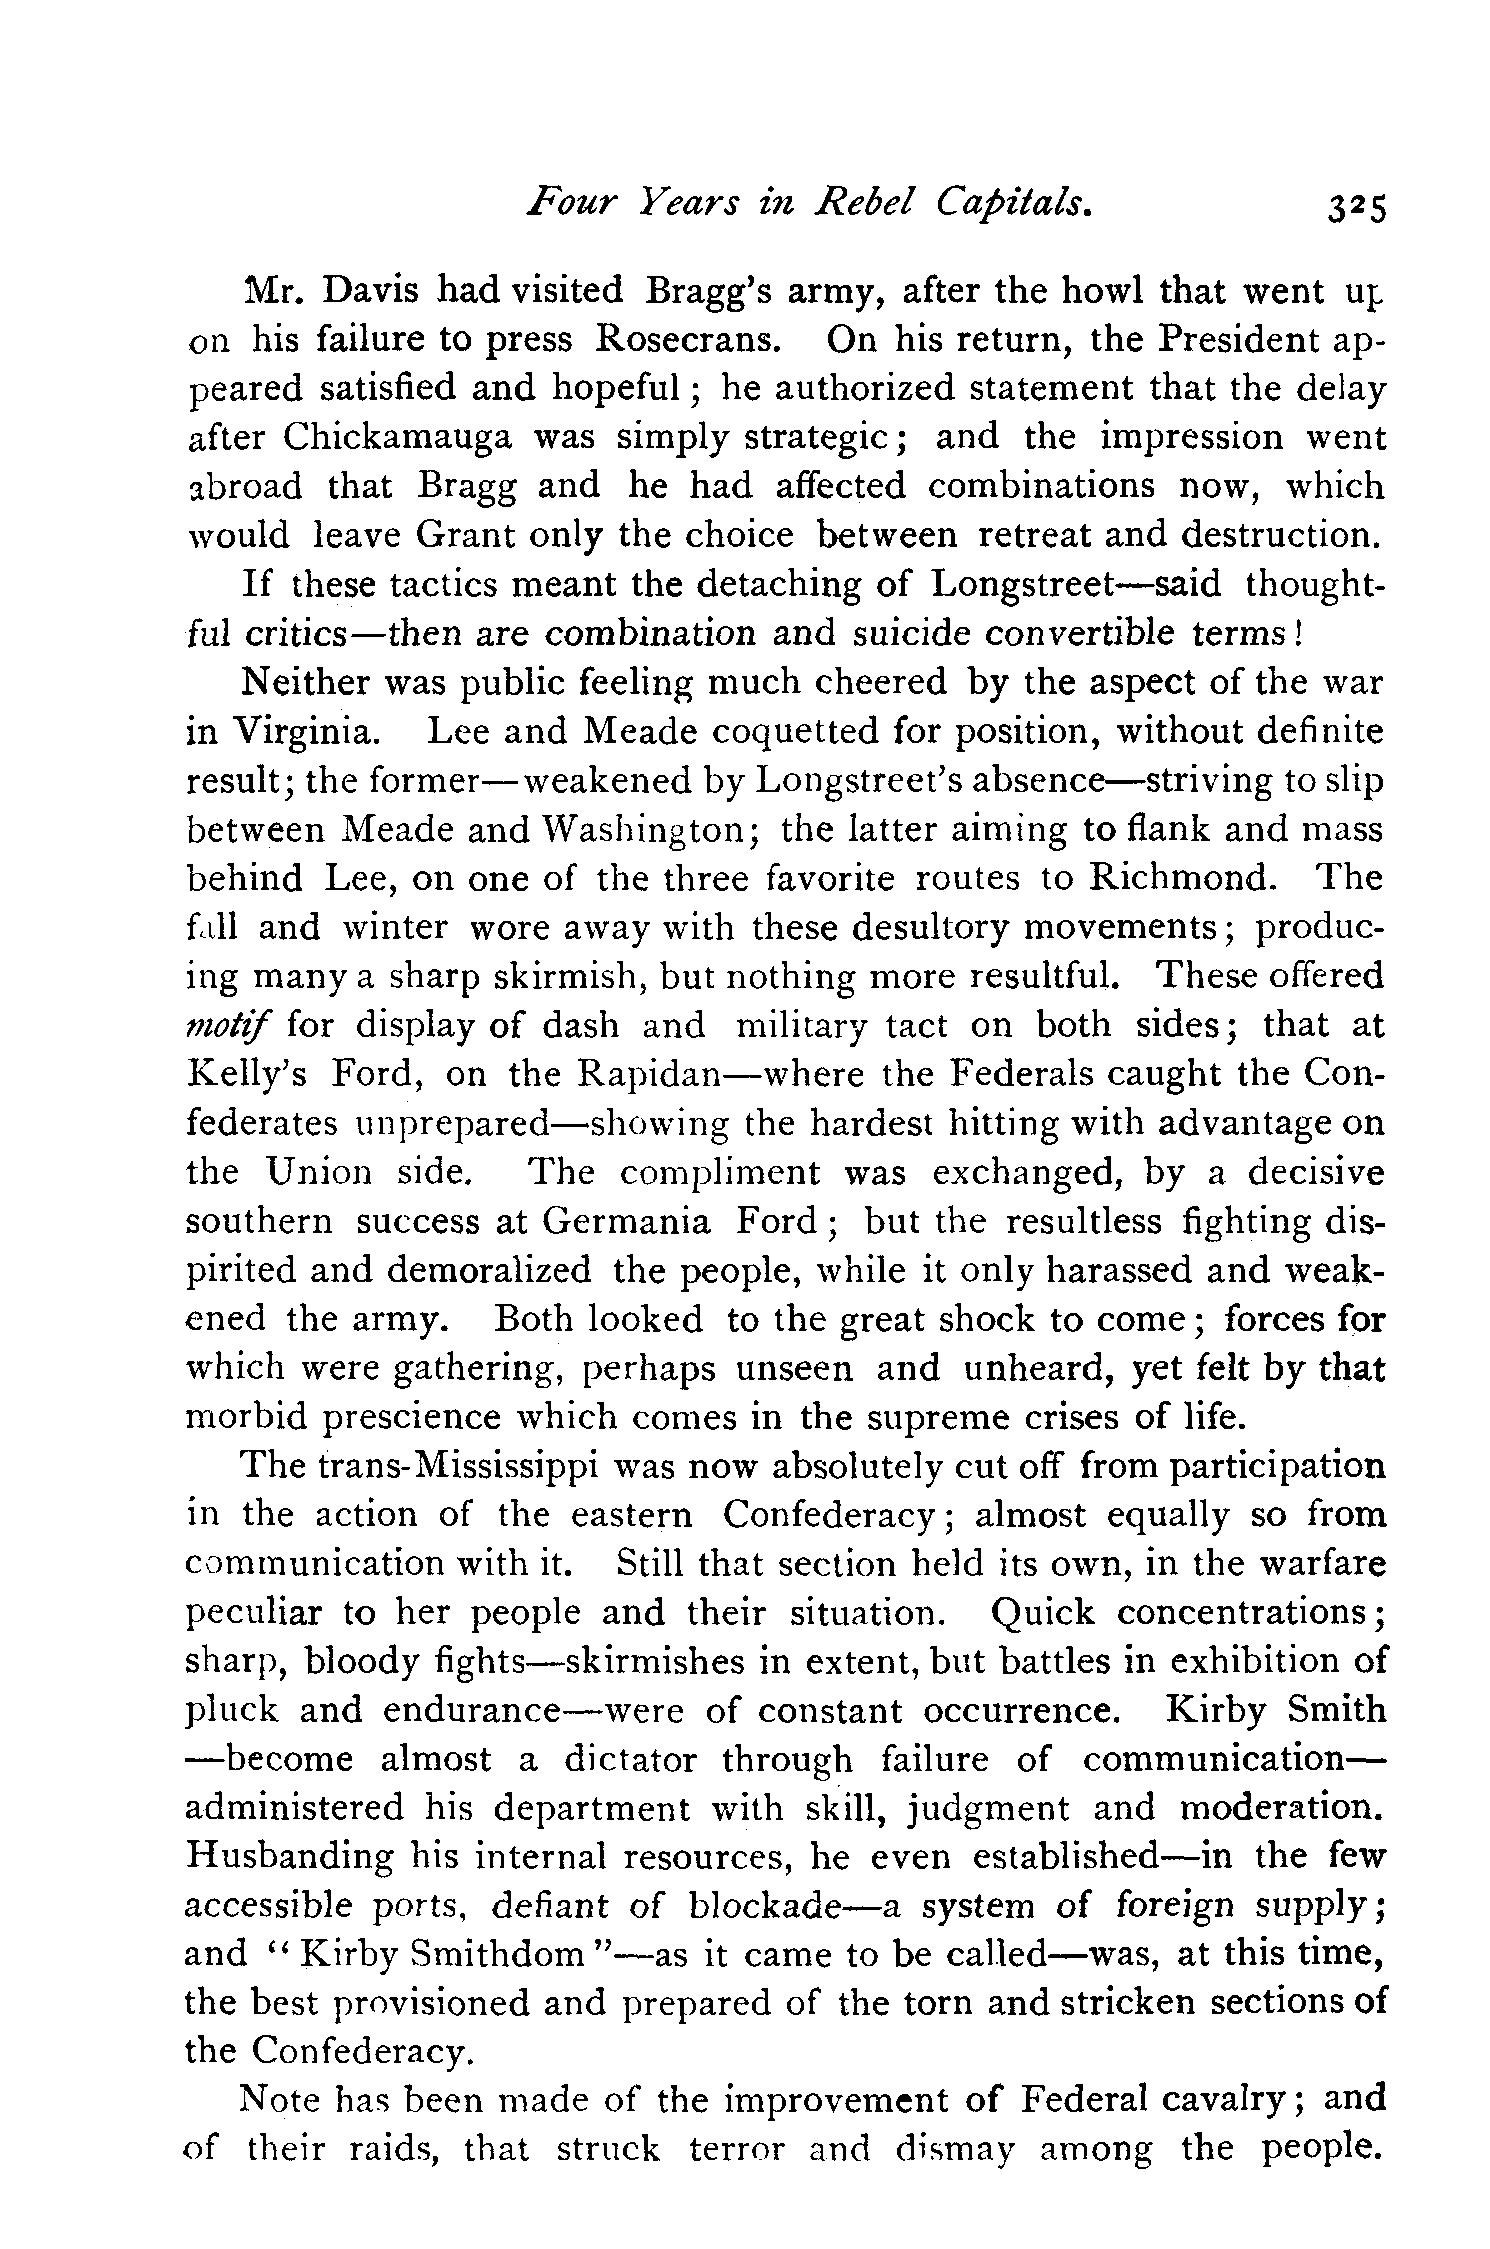 Four Years in Rebel Capitals. 325
Mr. Davis had visited Bragg's army, after the howl that went up
on his failure to press Rosecrans. On his return, the President ap-
peared satisfied and hopeful; he authorized statement that the delay
after Chickamauga was simply strategic; and the impression went
abroad that Bragg and he had affected combinations now, which
would leave Grant only the choice between retreat and destruction.
If these tactics meant the detaching of Longstreet—said thought-
ful critics—then are combination and suicide convertible terms!
Neither was public feeling much cheered by the aspect of the war
in Virginia. Lee and Meade coquetted for position, without definite
result; the former—weakened by Longstreet's absence—striving to slip
between Meade and Washington; the latter aiming to flank and mass
behind Lee, on one of the three favorite routes to Richmond. The
fall and winter wore away with these desultory movements; produc-
ing many a sharp skirmish, but nothing more resultful. These offered
motif for display of dash and military tact on both sides; that at
Kelly's Ford, on the Rapidan—where the Federals caught the Con-
federates unprepared—showing the hardest hitting with advantage on
the Union side. The compliment was exchanged, by a decisive
southern success at Germania Ford; but the resultless fighting dis-
pirited and demoralized the people, while it only harassed and weak-
ened the army. Both looked to the great shock to come; forces for
which were gathering, perhaps unseen and unheard, yet felt by that
morbid prescience which comes in the supreme crises of life.
The trans-Mississippi was now absolutely cut off from participation
in the action of the eastern Confederacy; almost equally so from
communication with it. Still that section held its own, in the warfare
peculiar to her people and their situation. Quick concentrations;
sharp, bloody fights—skirmishes in extent, but battles in exhibition of
pluck and endurance—were of constant occurrence. Kirby Smith
—become almost a dictator through failure of communication—
administered his department with skill, judgment and moderation.
Husbanding his internal resources, he even established—in the few
accessible ports, defiant of blockade—a system of foreign supply;
and "Kirby Smithdom"—as it came to be called—was, at this time,
the best provisioned and prepared of the torn and stricken sections of
the Confederacy.
Note has been made of the improvement of Federal cavalry; and
of their raids, that struck terror and dismay among the people.